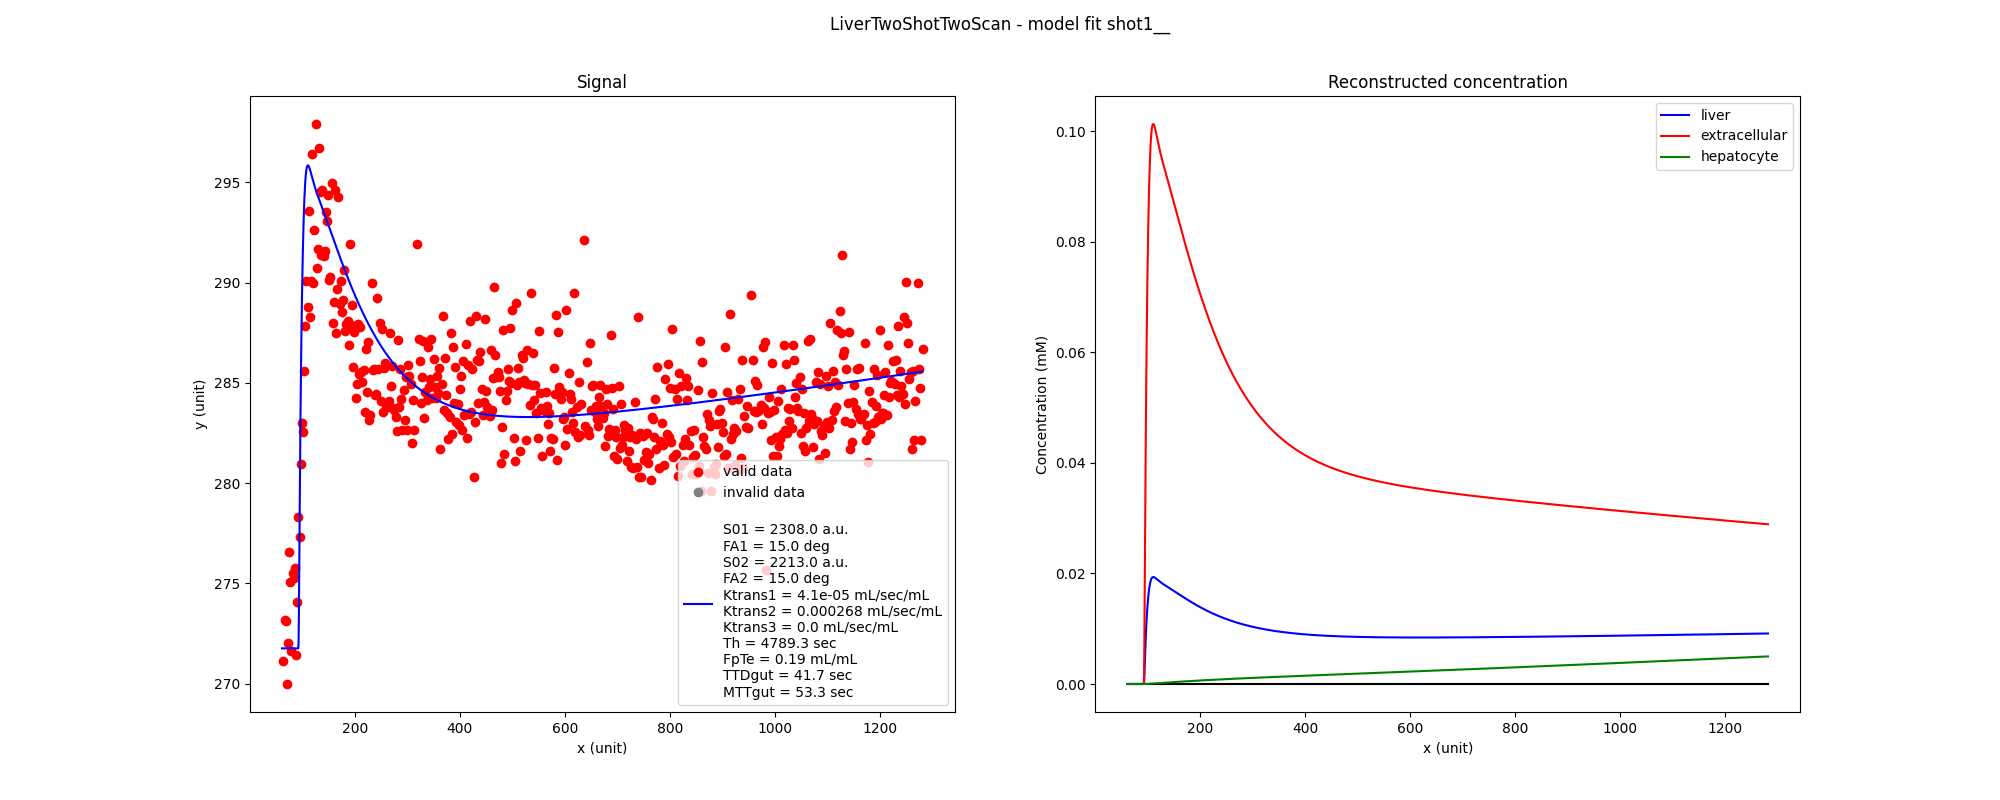 LiverTwoShotTwoScan - model fit shot1__
Signal
y (unit)
295
290
285
280
275
270
200
400
600
800
1000
1200
x (unit)
valid data
invalid data
S01 = 2308.0 a.u.
FA1 = 15.0 deg
S02 = 2213.0 a.u.
FA2 = 15.0 deg
Ktrans1 = 4.1e-05 mL/sec/mL
Ktrans2 = 0.000268 mL/sec/mL
Ktrans3 = 0.0 mL/sec/mL
Th = 4789.3 sec
FpTe = 0.19 mL/mL
TTDgut = 41.7 sec
MTTgut = 53.3 sec
Reconstructed concentration
Concentration (mM)
0.10
0.08
0.06
0.04
0.02
0.00
200
400
600
800
1000
1200
x (unit)
liver
extracellular
hepatocyte